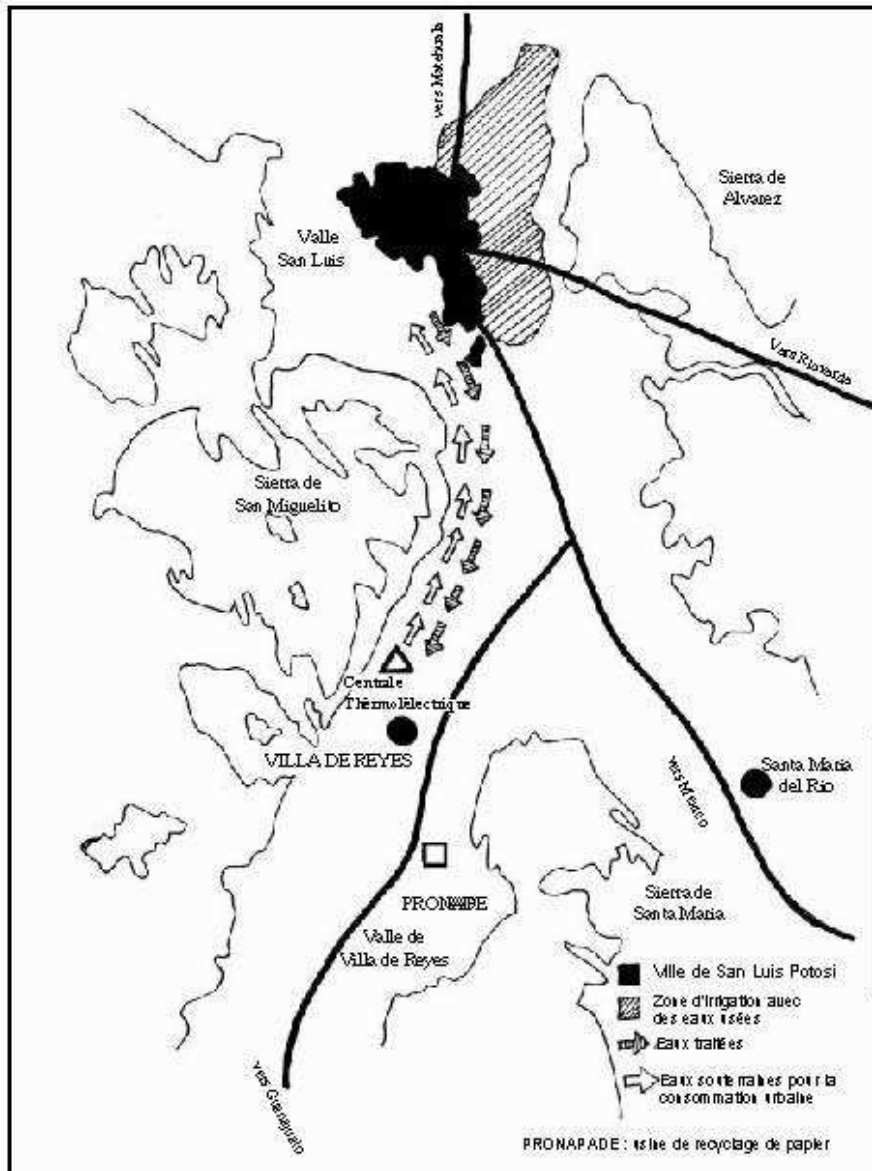 vers Matehuala
Sierra de
Alvarez
Valle
San Luis
Vers Rioverde
Sierra de
San Miguelito
Centrale
Thermoléléctrique
VILLA DE REYES
Santa Maria
del Rio
vers Mexico
PRONAPADE
Sierra de
Santa Maria
Valle de
Villa de Reyes
vers Guanajuato
Ville de San Luis Potosi
Zone d'irrigation avec
des eaux usées
Eaux traitées
Eaux souterraines pour la
consommation urbaine
PRONAPADE : usine de recyclage de papier